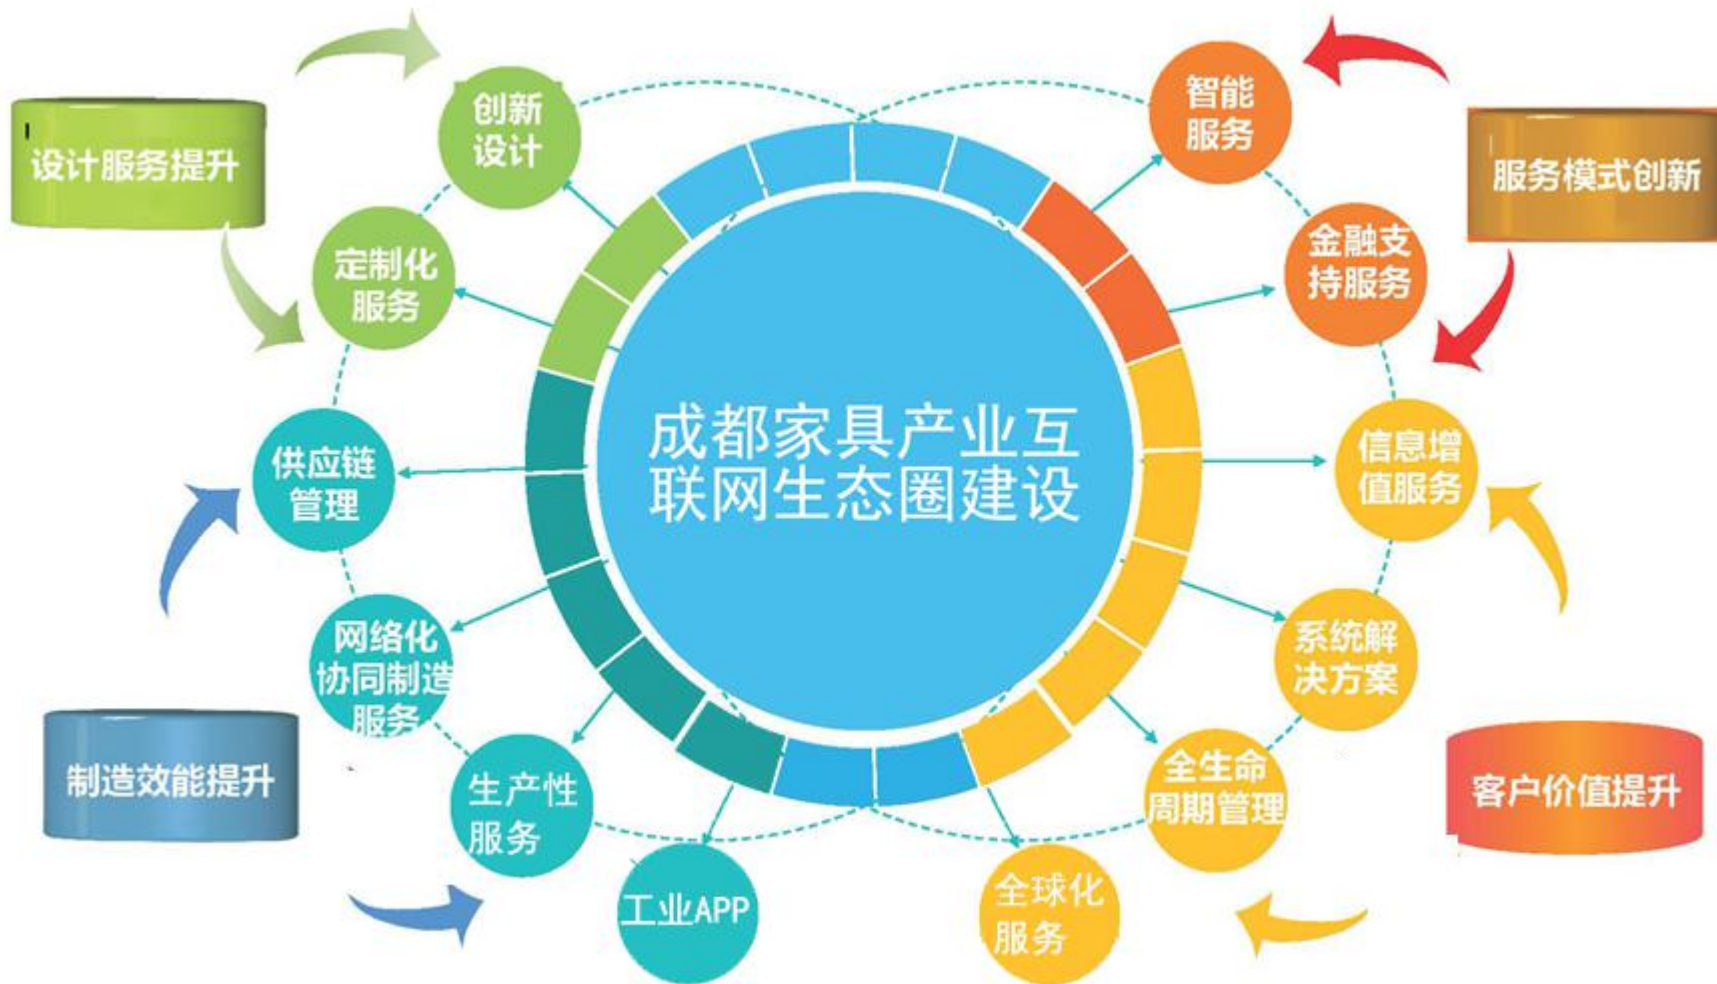 设计服务提升
创新
设计
定制化
服务
供应链
管理
网络化
协同制造
服务
制造效能提升
生产性
服务
工业APP
成都家具产业互
联网生态圈建设
智能
服务
服务模式创新
金融支
持服务
信息增
值服务
系统解
决方案
全生命
周期管理
客户价值提升
全球化
服务